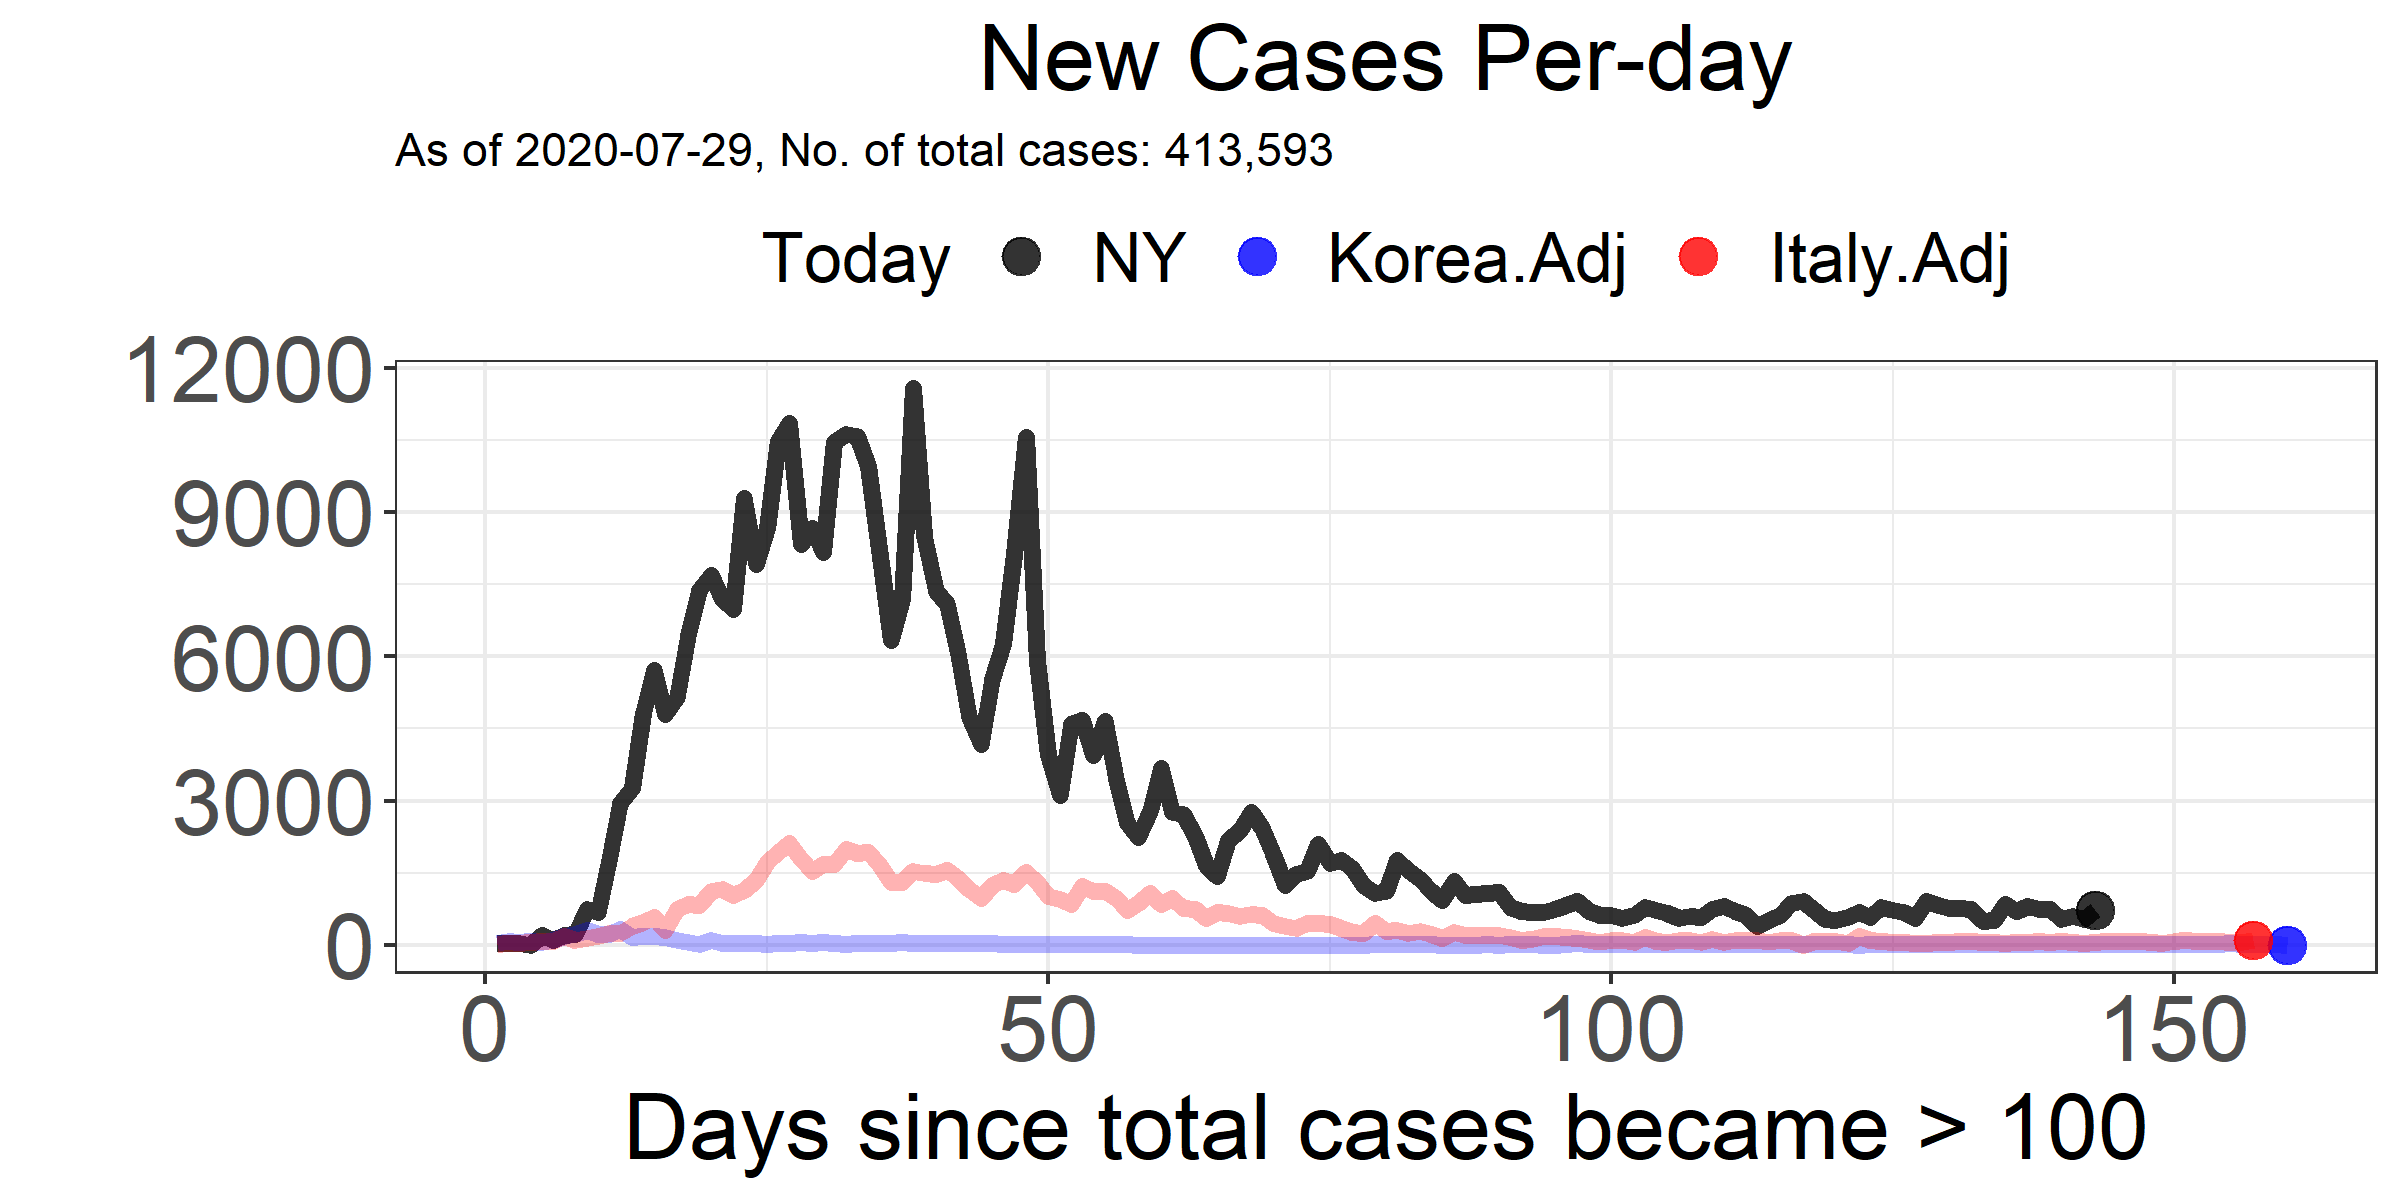 New Cases Per-day
As of 2020-07-29, No. of total cases: 413,593
Today NY Korea.Adj Italy.Adj
12000
9000
6000
3000
0
0 50 100 150
Days since total cases became > 100